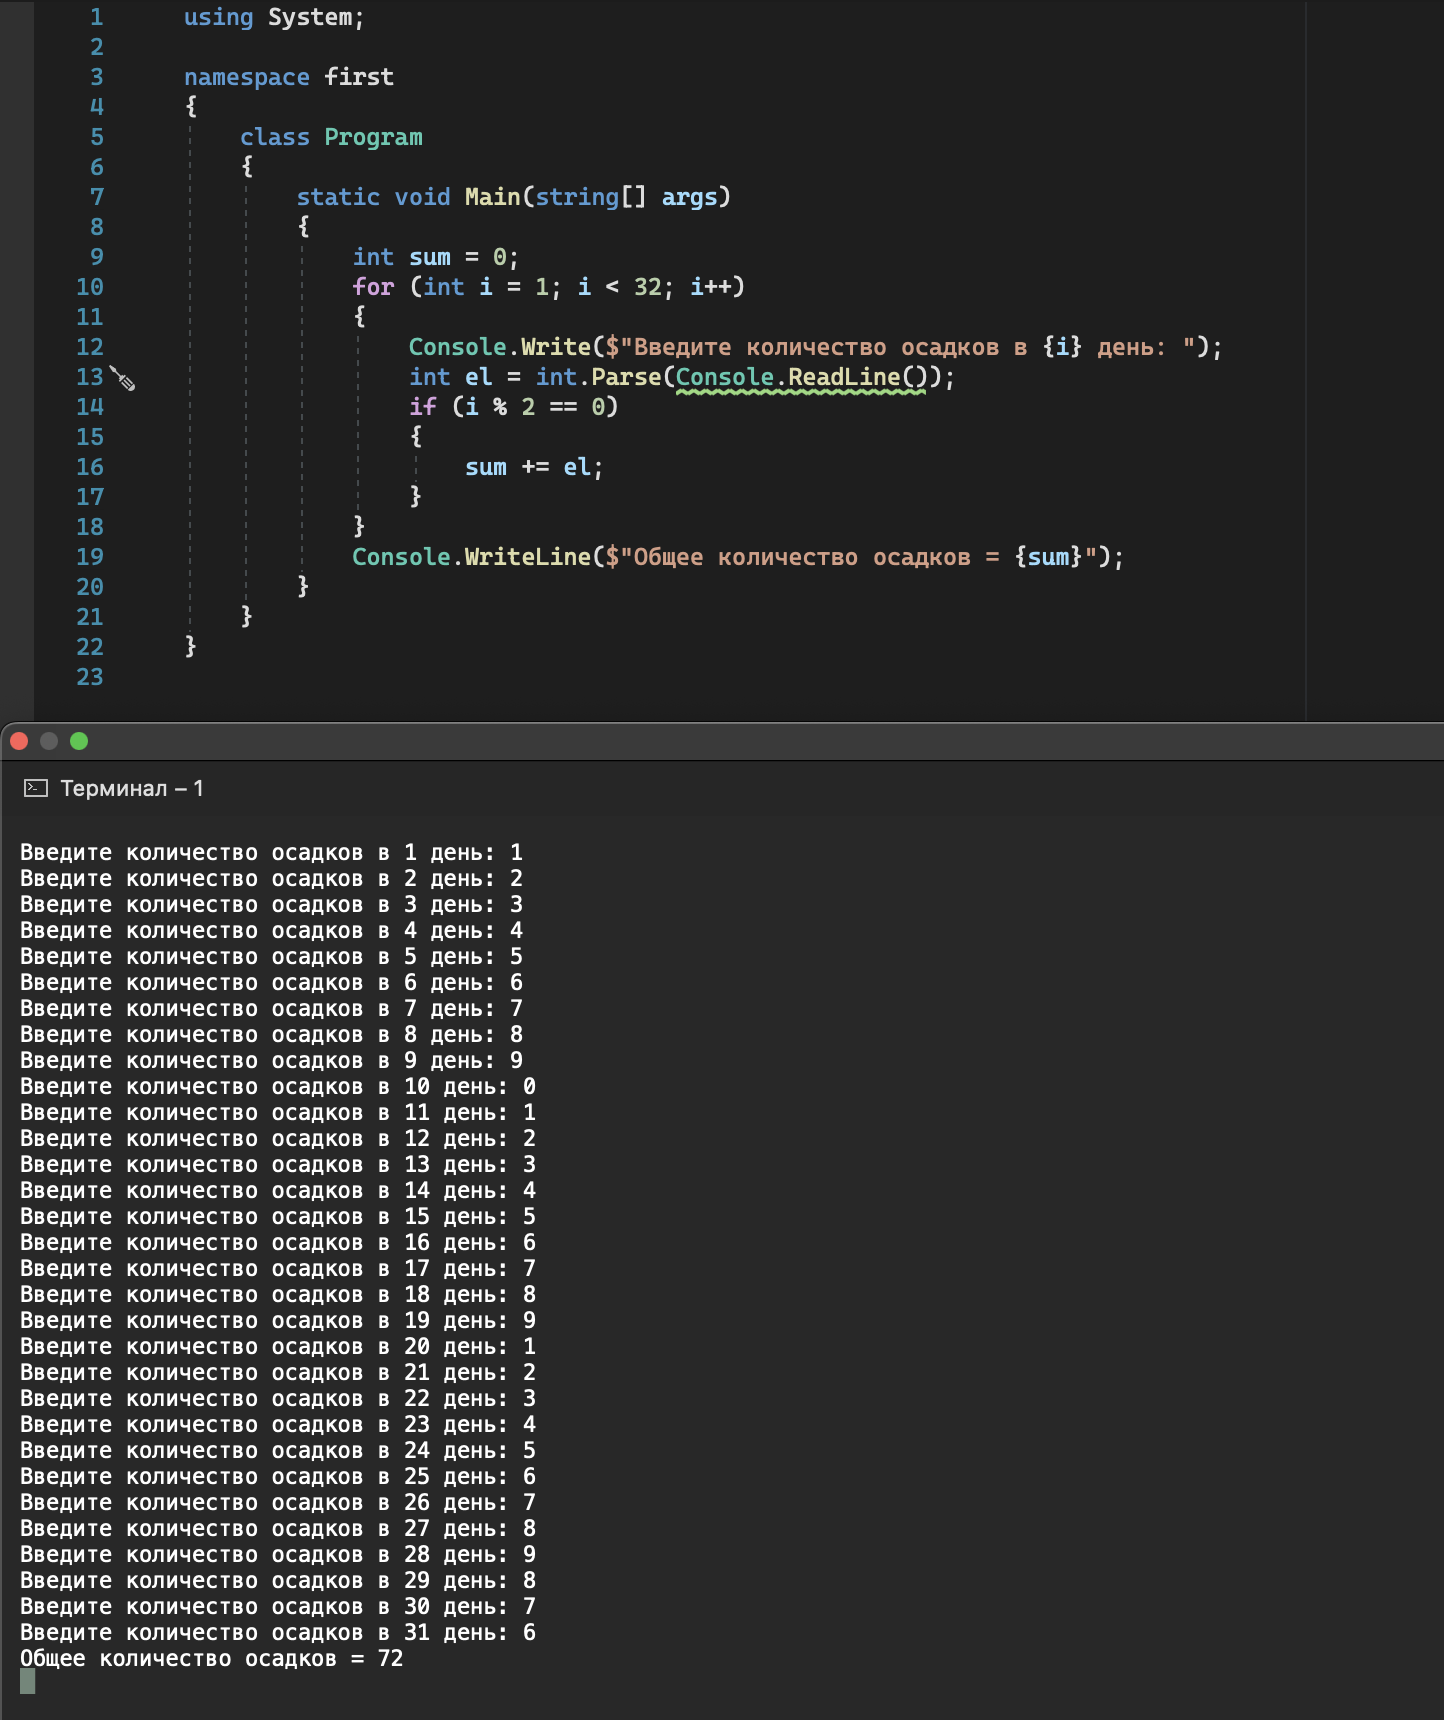 1 using System;
2
3 namespace first
4 {
5 class Program
6 {
7 static void Main(string[] args)
8 {
9 int sum = 0;
10 for (int i = 1; i < 32; i++)
11 {
12 Console.Write($"Введите количество осадков в {i} день: ");
13 int el = int.Parse(Console.ReadLine());
14 if (i % 2 == 0)
15 {
16 sum += el;
17 }
18 }
19 Console.WriteLine($"Общее количество осадков = {sum}");
20 }
21 }
22 }
23
Терминал – 1
Введите количество осадков в 1 день: 1
Введите количество осадков в 2 день: 2
Введите количество осадков в 3 день: 3
Введите количество осадков в 4 день: 4
Введите количество осадков в 5 день: 5
Введите количество осадков в 6 день: 6
Введите количество осадков в 7 день: 7
Введите количество осадков в 8 день: 8
Введите количество осадков в 9 день: 9
Введите количество осадков в 10 день: 0
Введите количество осадков в 11 день: 1
Введите количество осадков в 12 день: 2
Введите количество осадков в 13 день: 3
Введите количество осадков в 14 день: 4
Введите количество осадков в 15 день: 5
Введите количество осадков в 16 день: 6
Введите количество осадков в 17 день: 7
Введите количество осадков в 18 день: 8
Введите количество осадков в 19 день: 9
Введите количество осадков в 20 день: 1
Введите количество осадков в 21 день: 2
Введите количество осадков в 22 день: 3
Введите количество осадков в 23 день: 4
Введите количество осадков в 24 день: 5
Введите количество осадков в 25 день: 6
Введите количество осадков в 26 день: 7
Введите количество осадков в 27 день: 8
Введите количество осадков в 28 день: 9
Введите количество осадков в 29 день: 8
Введите количество осадков в 30 день: 7
Введите количество осадков в 31 день: 6
Общее количество осадков = 72